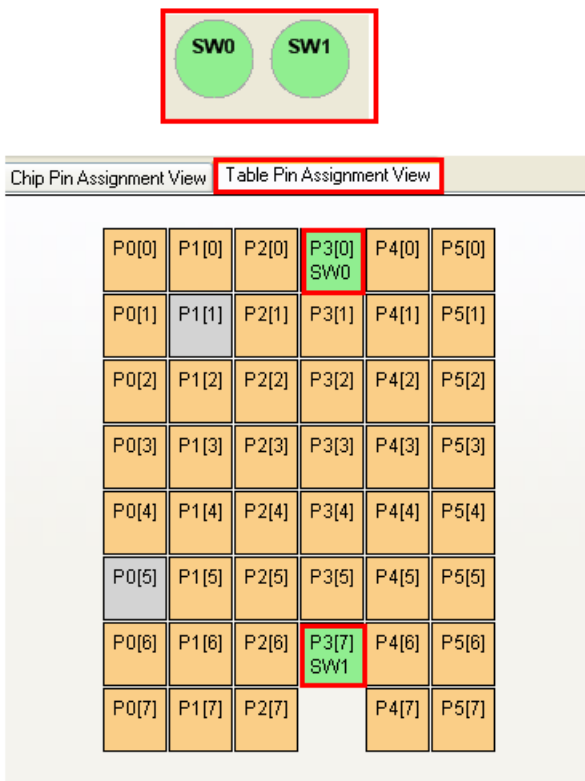 SW0 SW1
Chip Pin Assignment View Table Pin Assignment View
P0[0] P1[0] P2[0] P3[0] P4[0] P5[0]
SW0
P0[1] P1[1] P2[1] P3[1] P4[1] P5[1]
P0[2] P1[2] P2[2] P3[2] P4[2] P5[2]
P0[3] P1[3] P2[3] P3[3] P4[3] P5[3]
P0[4] P1[4] P2[4] P3[4] P4[4] P5[4]
P0[5] P1[5] P2[5] P3[5] P4[5] P5[5]
P0[6] P1[6] P2[6] P3[7] P4[6] P5[6]
SW1
P0[7] P1[7] P2[7] P4[7] P5[7]